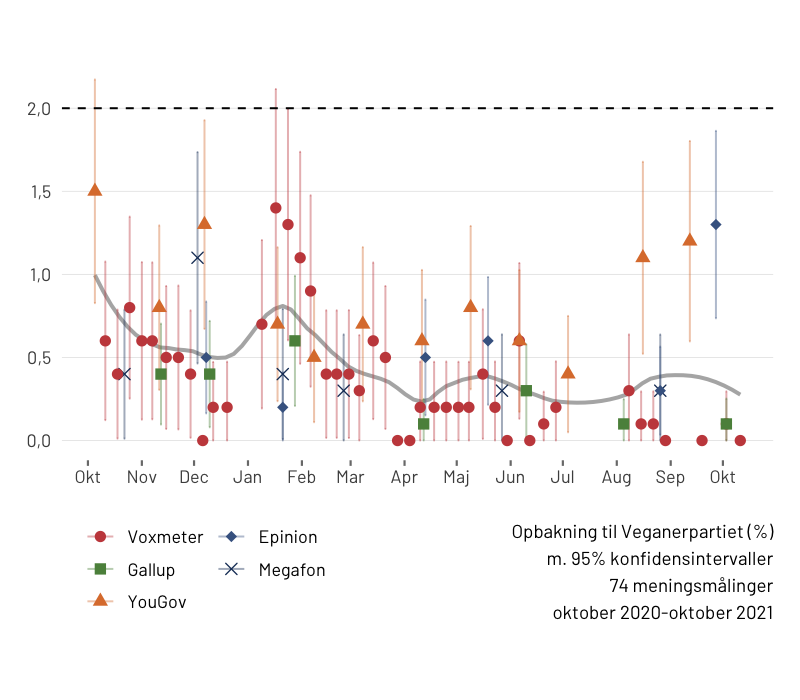 2,0
1,5
1,0
0,5
0,0
Okt Nov Dec Jan Feb Mar Apr Maj Jun Jul Aug Sep Okt
Voxmeter Epinion
Gallup Megafon
YouGov
Opbakning til Veganerpartiet (%)
m. 95% konfidensintervaller
74 meningsmålinger
oktober 2020-oktober 2021